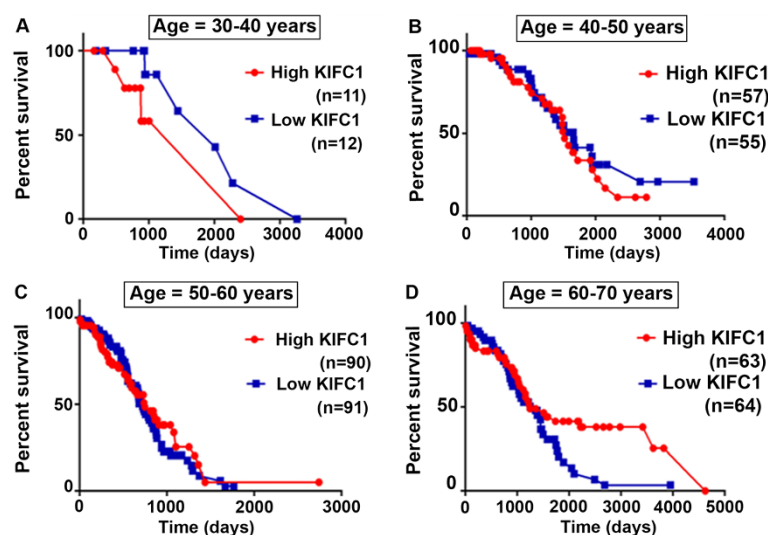 A
Age = 30-40 years
Percent survival
100
50
0
High KIFC1
(n=11)
Low KIFC1
(n=12)
0 1000 2000 3000 4000
Time (days)
B
Age = 40-50 years
Percent survival
100
50
0
High KIFC1
(n=57)
Low KIFC1
(n=55)
0 1000 2000 3000 4000
Time (days)
C
Age = 50-60 years
Percent survival
100
50
0
High KIFC1
(n=90)
Low KIFC1
(n=91)
0 1000 2000 3000
Time (days)
D
Age = 60-70 years
Percent survival
100
50
0
High KIFC1
(n=63)
Low KIFC1
(n=64)
0 1000 2000 3000 4000 5000
Time (days)